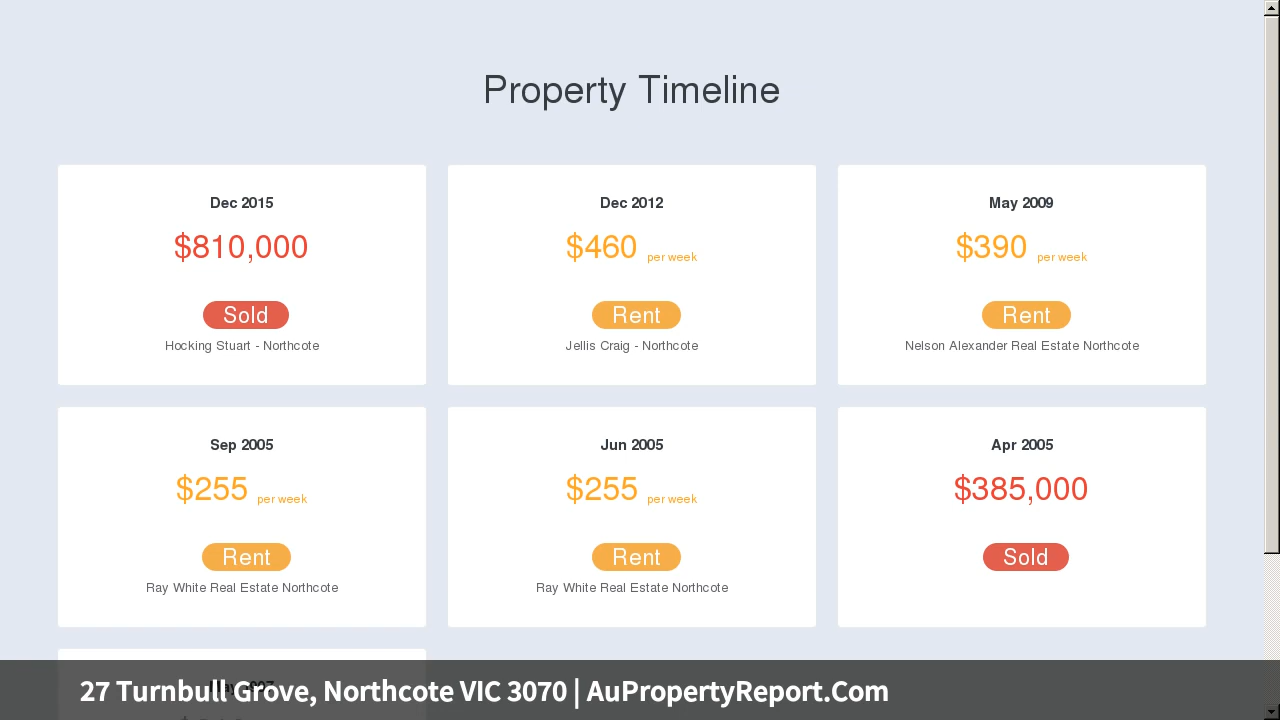 Property Timeline
Dec 2015
$810,000
Sold
Hocking Stuart - Northcote
Dec 2012
$460 per week
Rent
Jellis Craig - Northcote
May 2009
$390 per week
Rent
Nelson Alexander Real Estate Northcote
Sep 2005
$255 per week
Rent
Ray White Real Estate Northcote
Jun 2005
$255 per week
Rent
Ray White Real Estate Northcote
Apr 2005
$385,000
Sold
27 Turnbull Grove, Northcote VIC 3070 | AuPropertyReport.Com